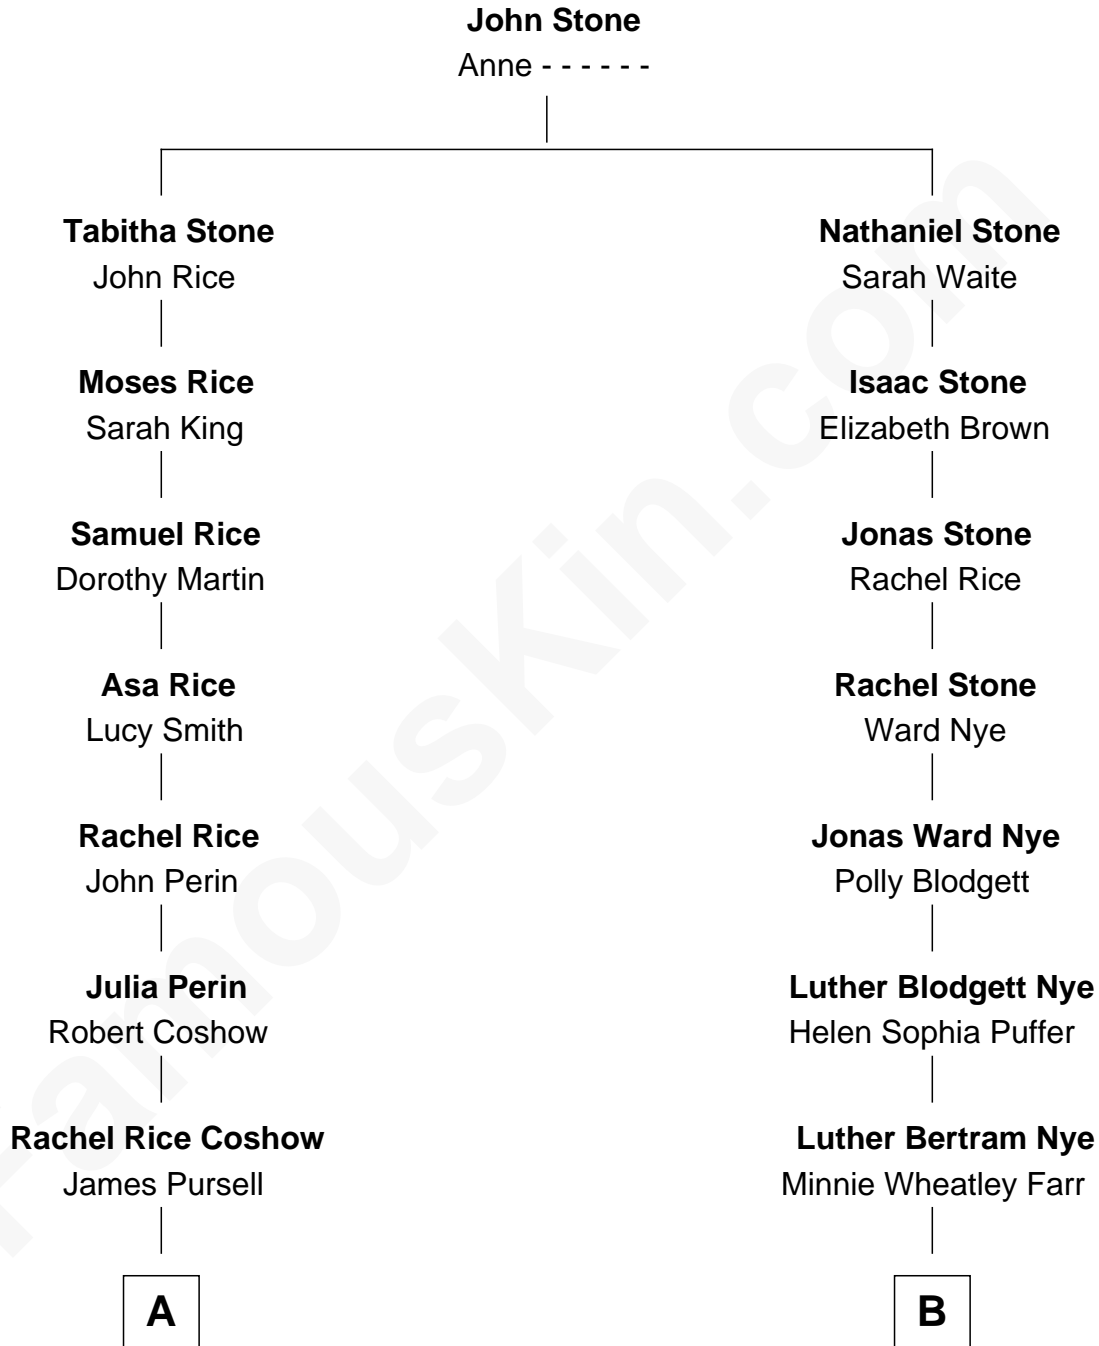 John Stone
Anne - - - - - -
Tabitha Stone
John Rice
Nathaniel Stone
Sarah Waite
Moses Rice
Sarah King
Isaac Stone
Elizabeth Brown
Samuel Rice
Dorothy Martin
Jonas Stone
Rachel Rice
Asa Rice
Lucy Smith
Rachel Stone
Ward Nye
Rachel Rice
John Perin
Jonas Ward Nye
Polly Blodgett
Julia Perin
Robert Coshow
Luther Blodgett Nye
Helen Sophia Puffer
Rachel Rice Coshow
James Pursell
Luther Bertram Nye
Minnie Wheatley Farr
A
B
FamousKin.com